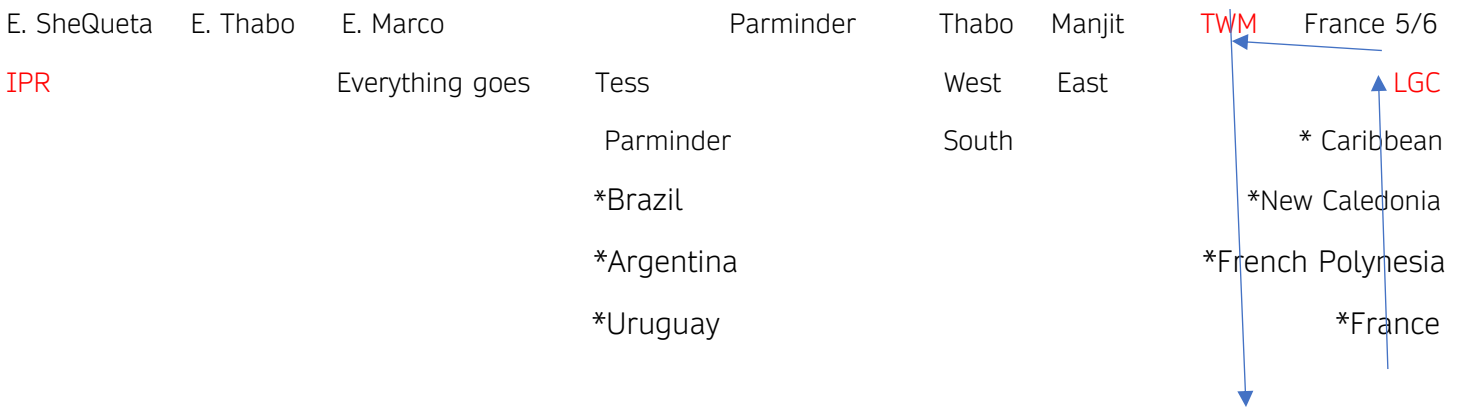 E. SheQueta E. Thabo E. Marco Parminder Thabo Manjit TWM France 5/6
IPR Everything goes Tess West East LGC
Parminder South * Caribbean
*Brazil *New Caledonia
*Argentina *French Polynesia
*Uruguay *France